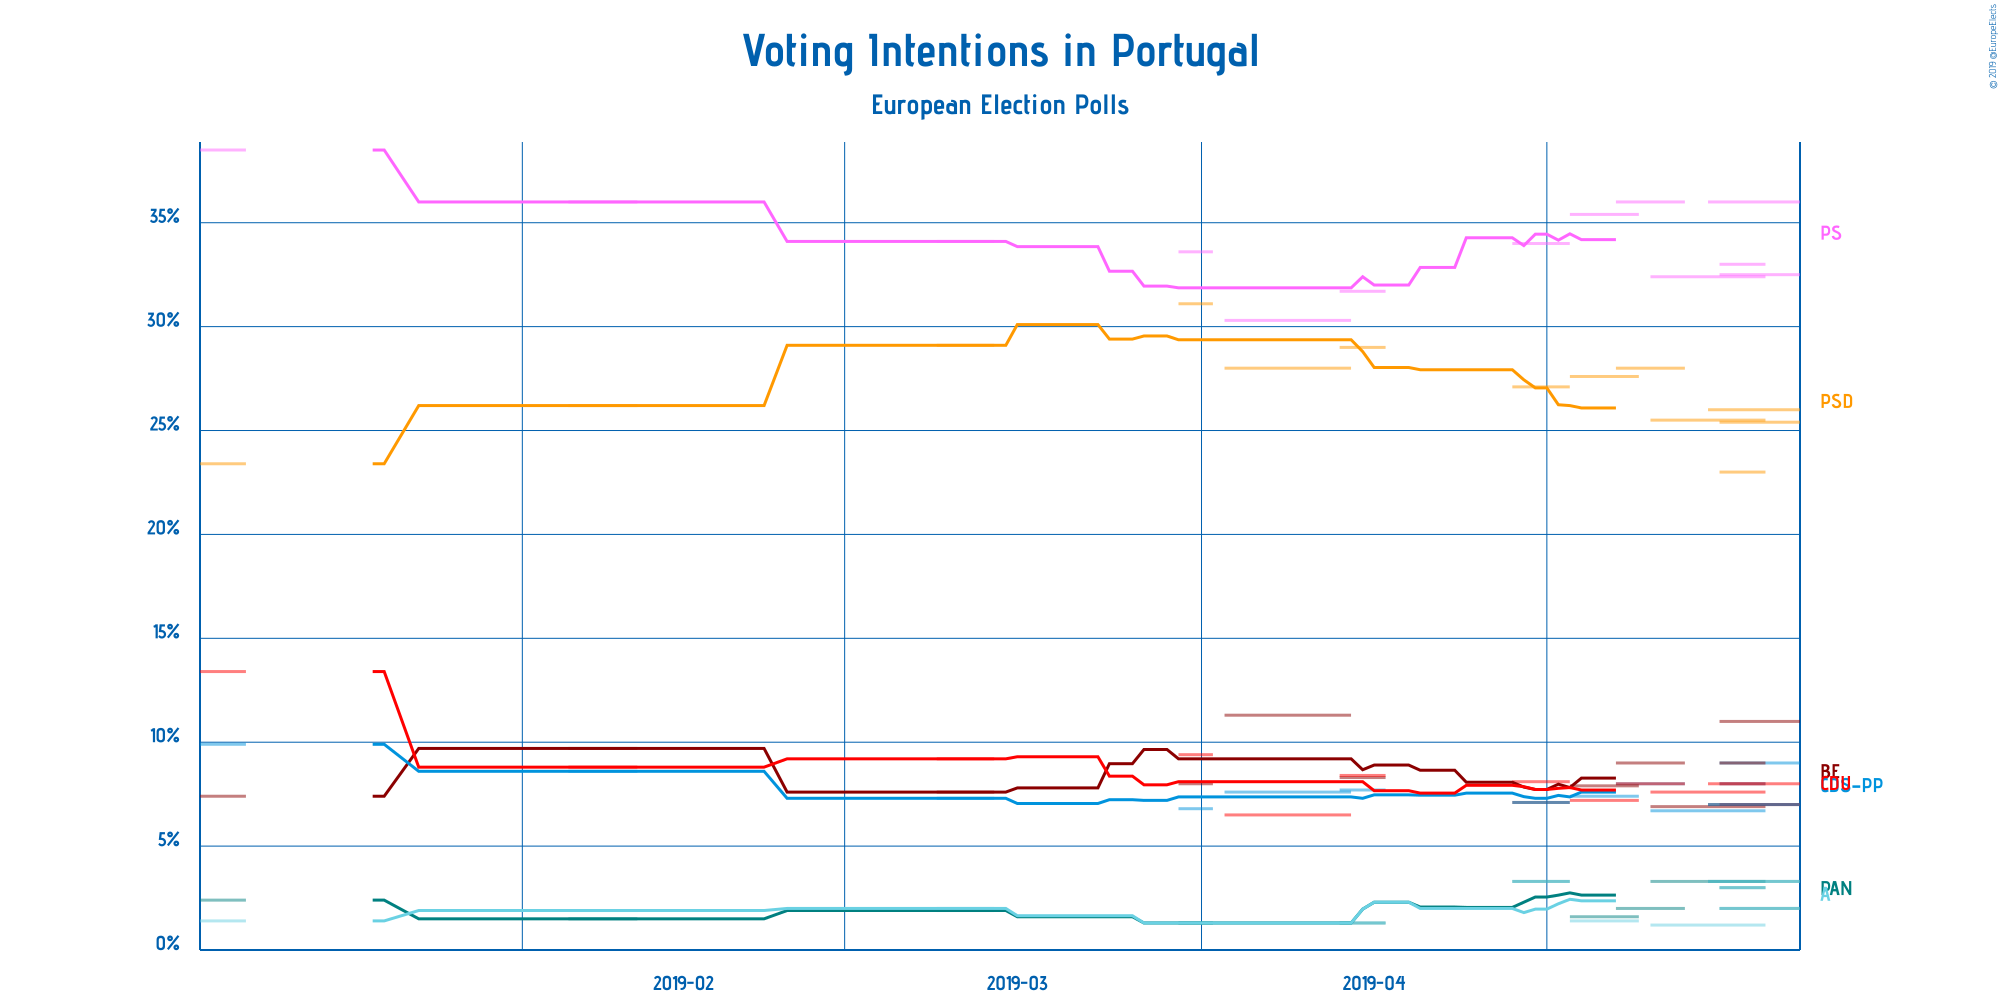 Voting Intentions in Portugal
European Election Polls
© 2019 @EuropeElects
35%
30%
25%
20%
15%
10%
5%
0%
PS
PSD
BE
CDU
CDS-PP
PAN
A
2019-02
2019-03
2019-04